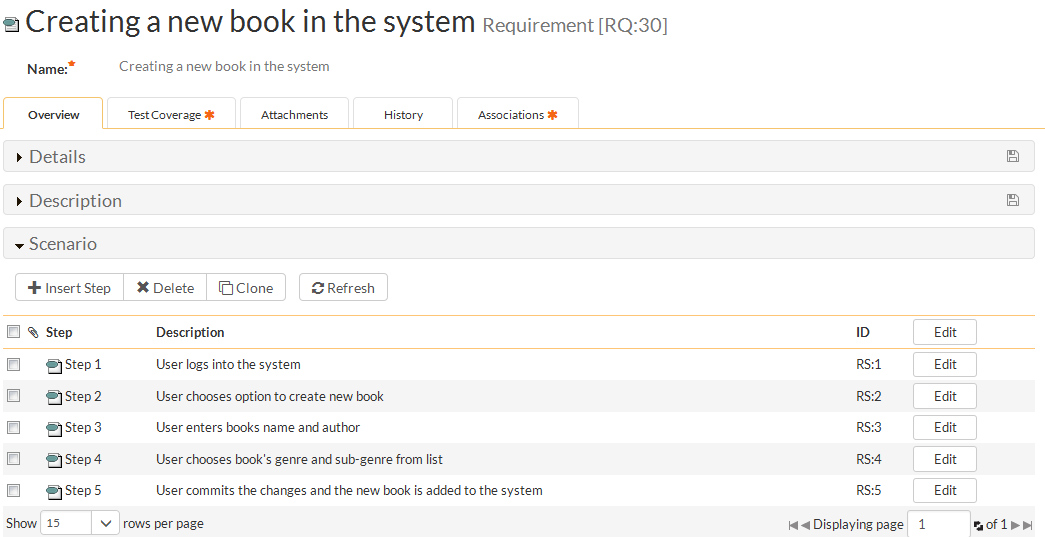 Creating a new book in the system Requirement [RQ:30]
Name:* Creating a new book in the system
Overview Test Coverage * Attachments History Associations *
Details
Description
Scenario
Insert Step Delete Clone Refresh
Step Description ID Edit
Step 1 User logs into the system RS:1 Edit
Step 2 User chooses option to create new book RS:2 Edit
Step 3 User enters books name and author RS:3 Edit
Step 4 User chooses book's genre and sub-genre from list RS:4 Edit
Step 5 User commits the changes and the new book is added to the system RS:5 Edit
Show 15 rows per page Displaying page 1 of 1